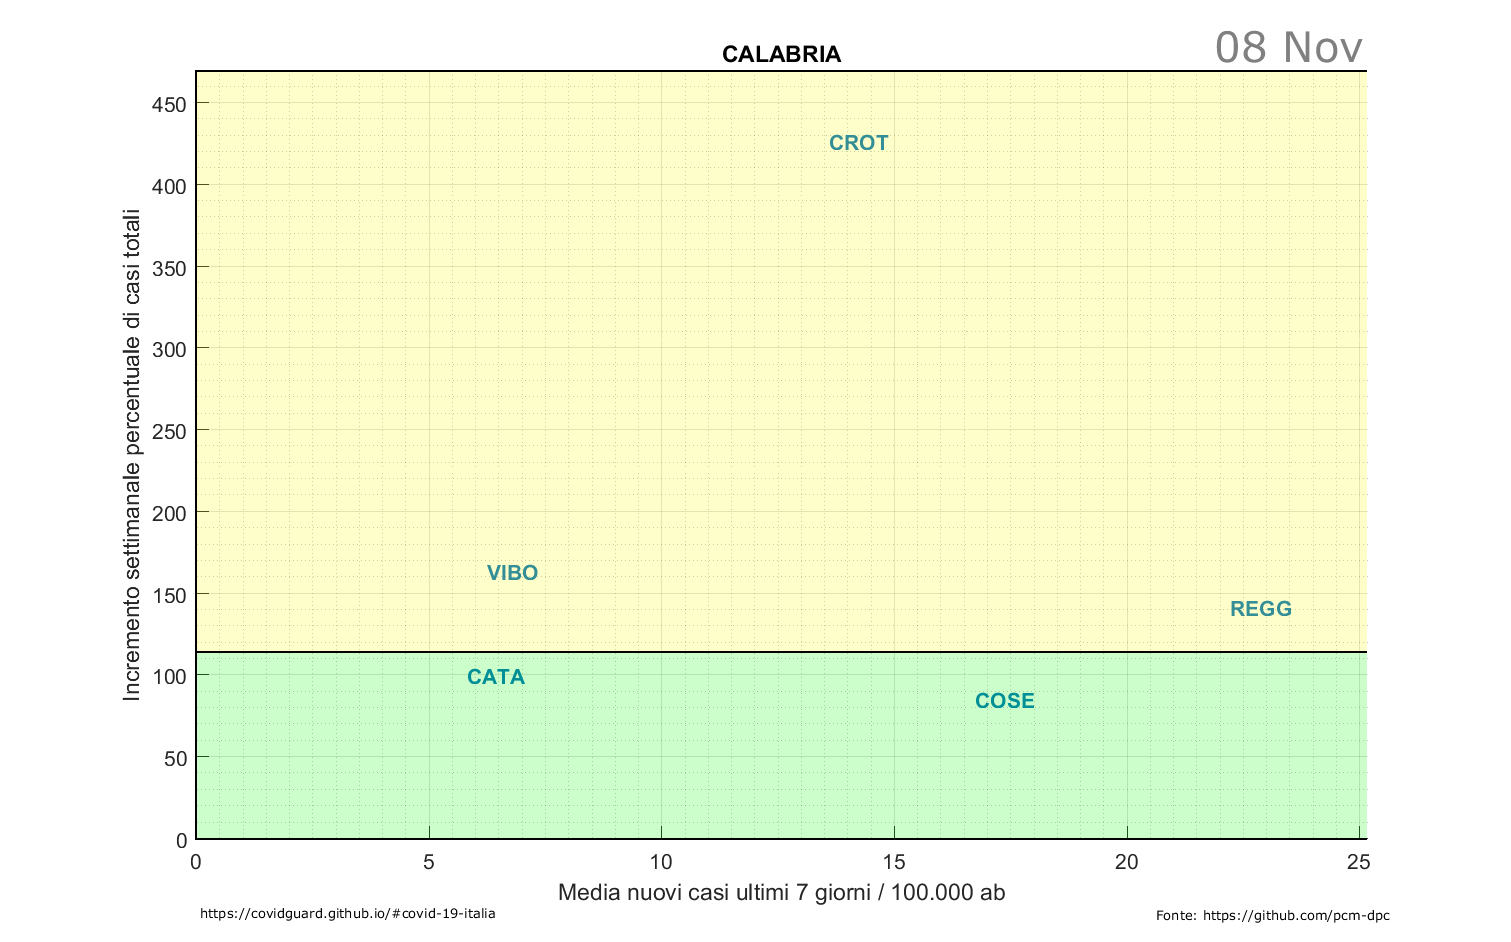 08 Nov
CALABRIA
Incremento settimanale percentuale di casi totali
450
400
350
300
250
200
150
100
50
0
CROT
VIBO
REGG
CATA
COSE
0 5 10 15 20 25
Media nuovi casi ultimi 7 giorni / 100.000 ab
https://covidguard.github.io/#covid-19-italia
Fonte: https://github.com/pcm-dpc